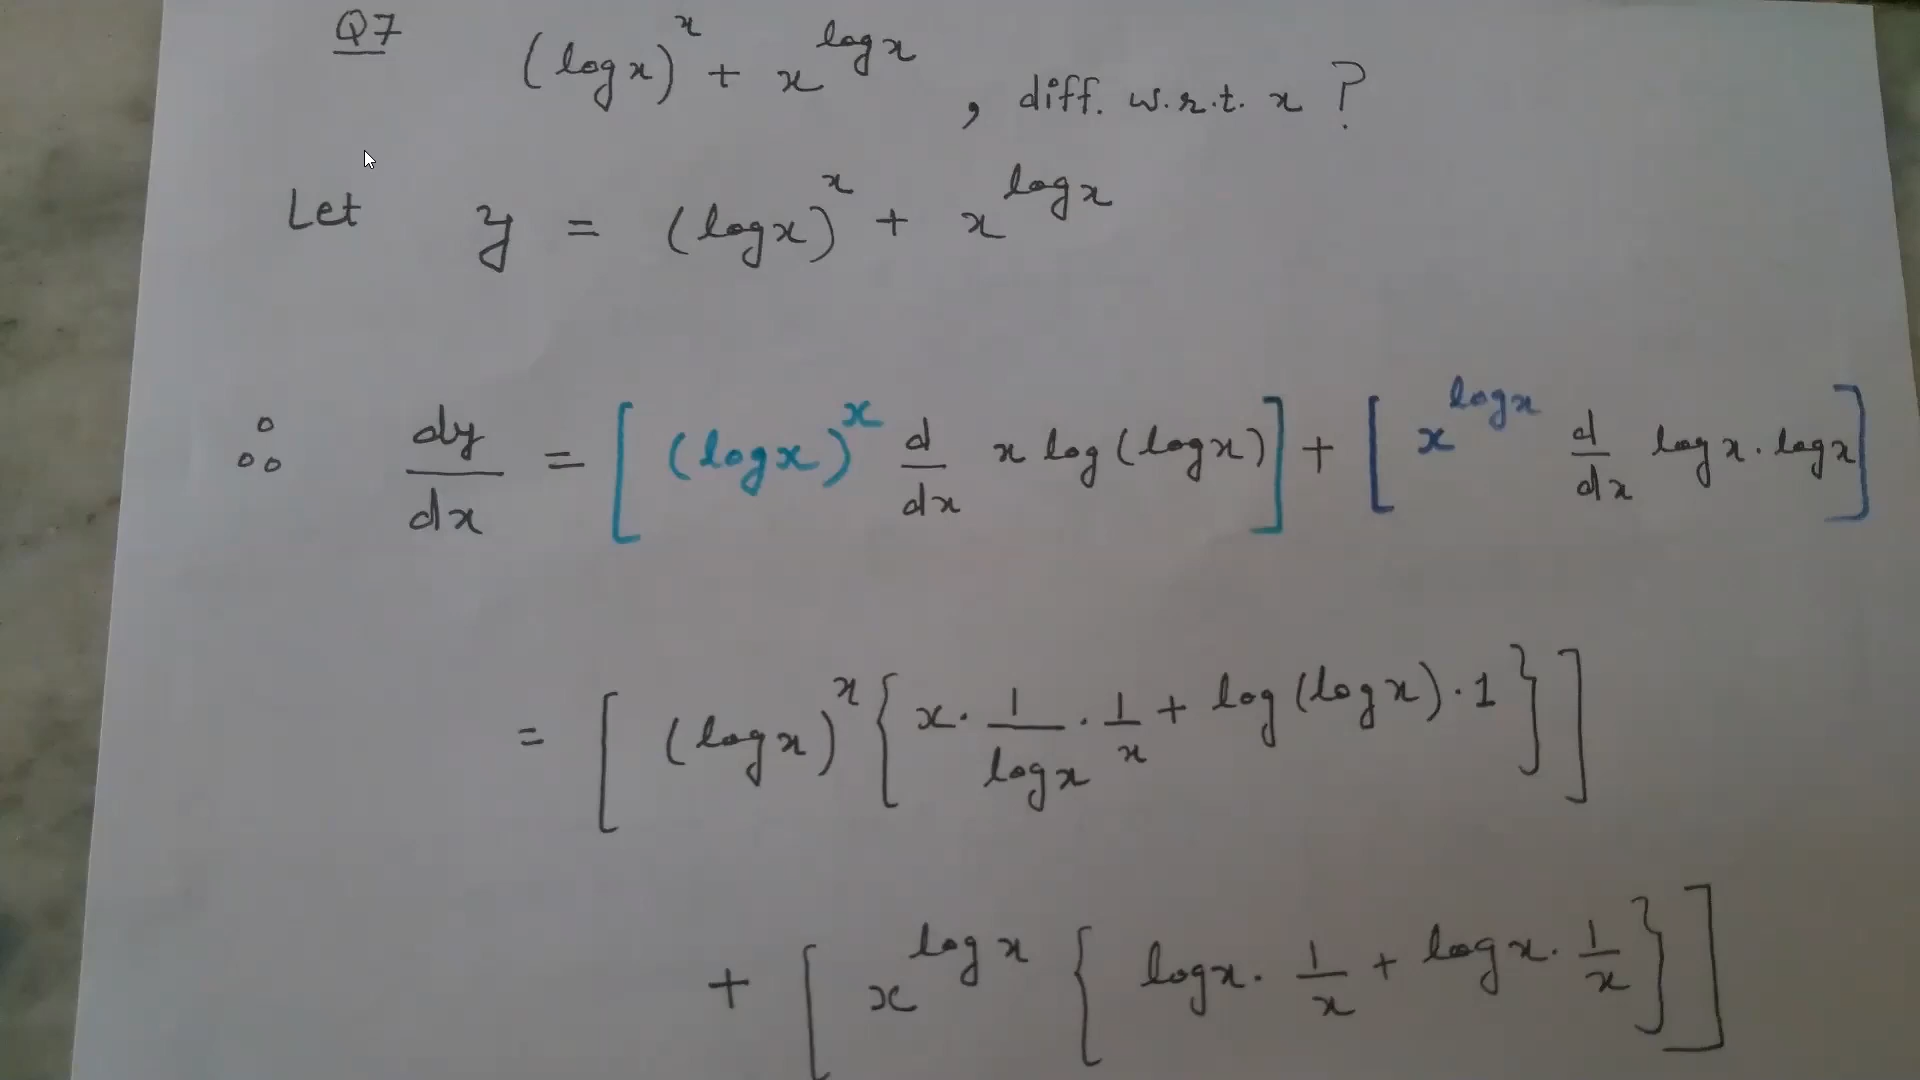 Q7 (log x)^x + x^{log x}, diff. w.r.t. x ?
Let y = (log x)^x + x^{log x}
∴ dy/dx = [(log x)^x d/dx x log (log x)] + [x^{log x} d/dx log x . log x]
= [(log x)^x {x . 1/log x . 1/x + log (log x) . 1}]
+ [x^{log x} {log x . 1/x + log x . 1/x}]